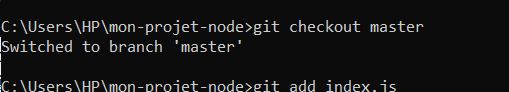 C:\Users\HP\mon-projet-node>git checkout master
Switched to branch 'master'
C:\Users\HP\mon-projet-node>git add index.js